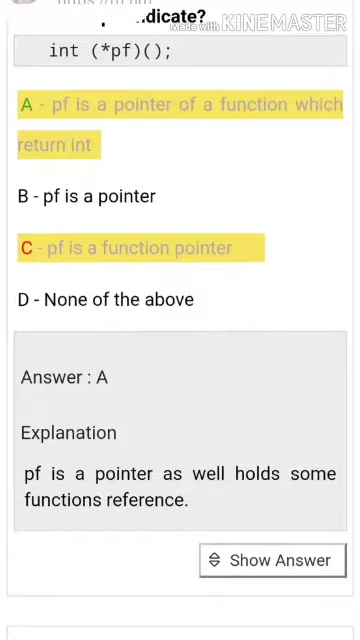 Made with KINEMASTER
int (*pf)();
A - pf is a pointer of a function which
return int
B - pf is a pointer
C - pf is a function pointer
D - None of the above
Answer : A
Explanation
pf is a pointer as well holds some
functions reference.
Show Answer